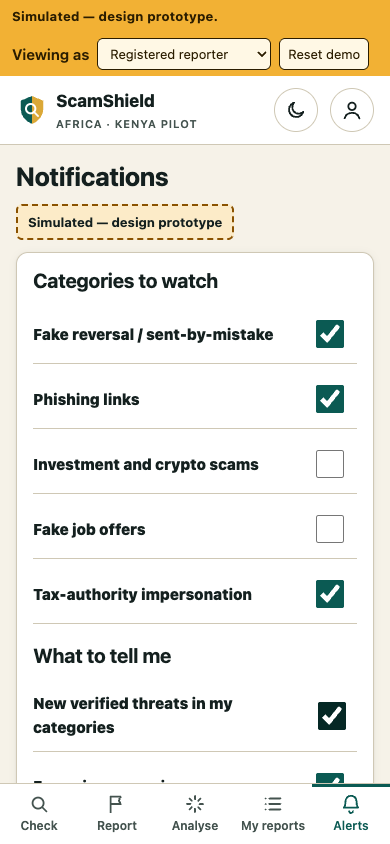 Simulated — design prototype.
Viewing as
Registered reporter
Reset demo
ScamShield
AFRICA · KENYA PILOT
Notifications
Simulated — design prototype
Categories to watch
Fake reversal / sent-by-mistake
Phishing links
Investment and crypto scams
Fake job offers
Tax-authority impersonation
What to tell me
New verified threats in my
categories
Check
Report
Analyse
My reports
Alerts